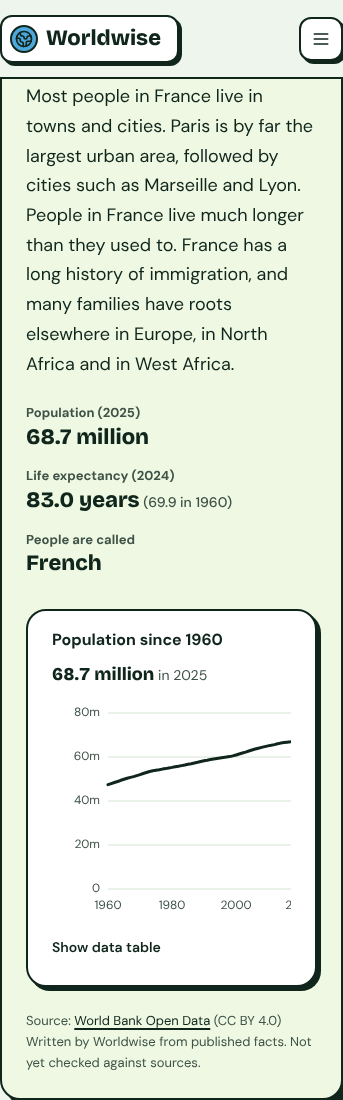 Worldwise
Most people in France live in
towns and cities. Paris is by far the
largest urban area, followed by
cities such as Marseille and Lyon.
People in France live much longer
than they used to. France has a
long history of immigration, and
many families have roots
elsewhere in Europe, in North
Africa and in West Africa.
Population (2025)
68.7 million
Life expectancy (2024)
83.0 years (69.9 in 1960)
People are called
French
Population since 1960
68.7 million in 2025
80m
60m
40m
20m
0
1960 1980 2000 2
Show data table
Source: World Bank Open Data (CC BY 4.0)
Written by Worldwise from published facts. Not
yet checked against sources.